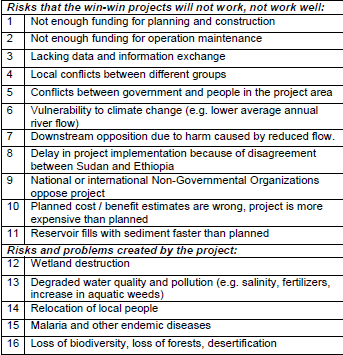 Risks that the win-win projects will not work, not work well:
1 Not enough funding for planning and construction
2 Not enough funding for operation maintenance
3 Lacking data and information exchange
4 Local conflicts between different groups
5 Conflicts between government and people in the project area
6 Vulnerability to climate change (e.g. lower average annual
river flow)
7 Downstream opposition due to harm caused by reduced flow.
8 Delay in project implementation because of disagreement
between Sudan and Ethiopia
9 National or international Non-Governmental Organizations
oppose project
10 Planned cost / benefit estimates are wrong, project is more
expensive than planned
11 Reservoir fills with sediment faster than planned
Risks and problems created by the project:
12 Wetland destruction
13 Degraded water quality and pollution (e.g. salinity, fertilizers,
increase in aquatic weeds)
14 Relocation of local people
15 Malaria and other endemic diseases
16 Loss of biodiversity, loss of forests, desertification